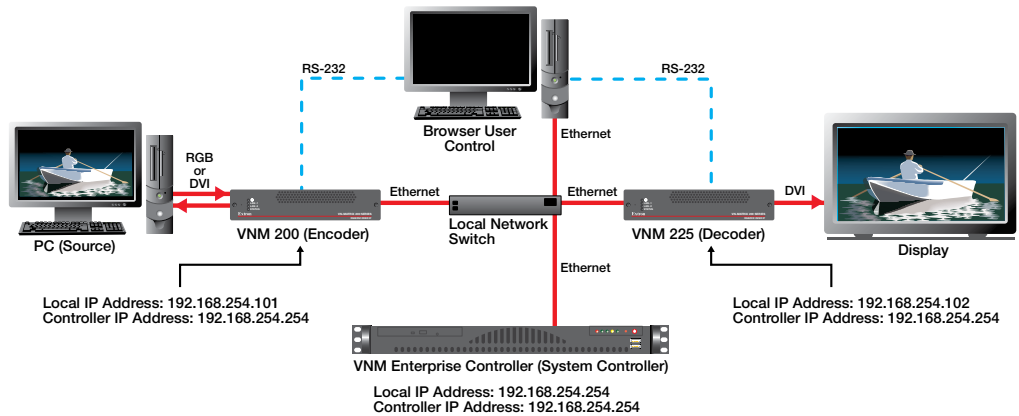 RS-232
RS-232
Browser User
Control
Ethernet
RGB
or
DVI
Ethernet
Ethernet
DVI
Extron
Extron
PC (Source)
VNM 200 (Encoder)
Local Network
Switch
VNM 225 (Decoder)
Display
Ethernet
Local IP Address: 192.168.254.101
Controller IP Address: 192.168.254.254
Local IP Address: 192.168.254.102
Controller IP Address: 192.168.254.254
VNM Enterprise Controller (System Controller)
Local IP Address: 192.168.254.254
Controller IP Address: 192.168.254.254